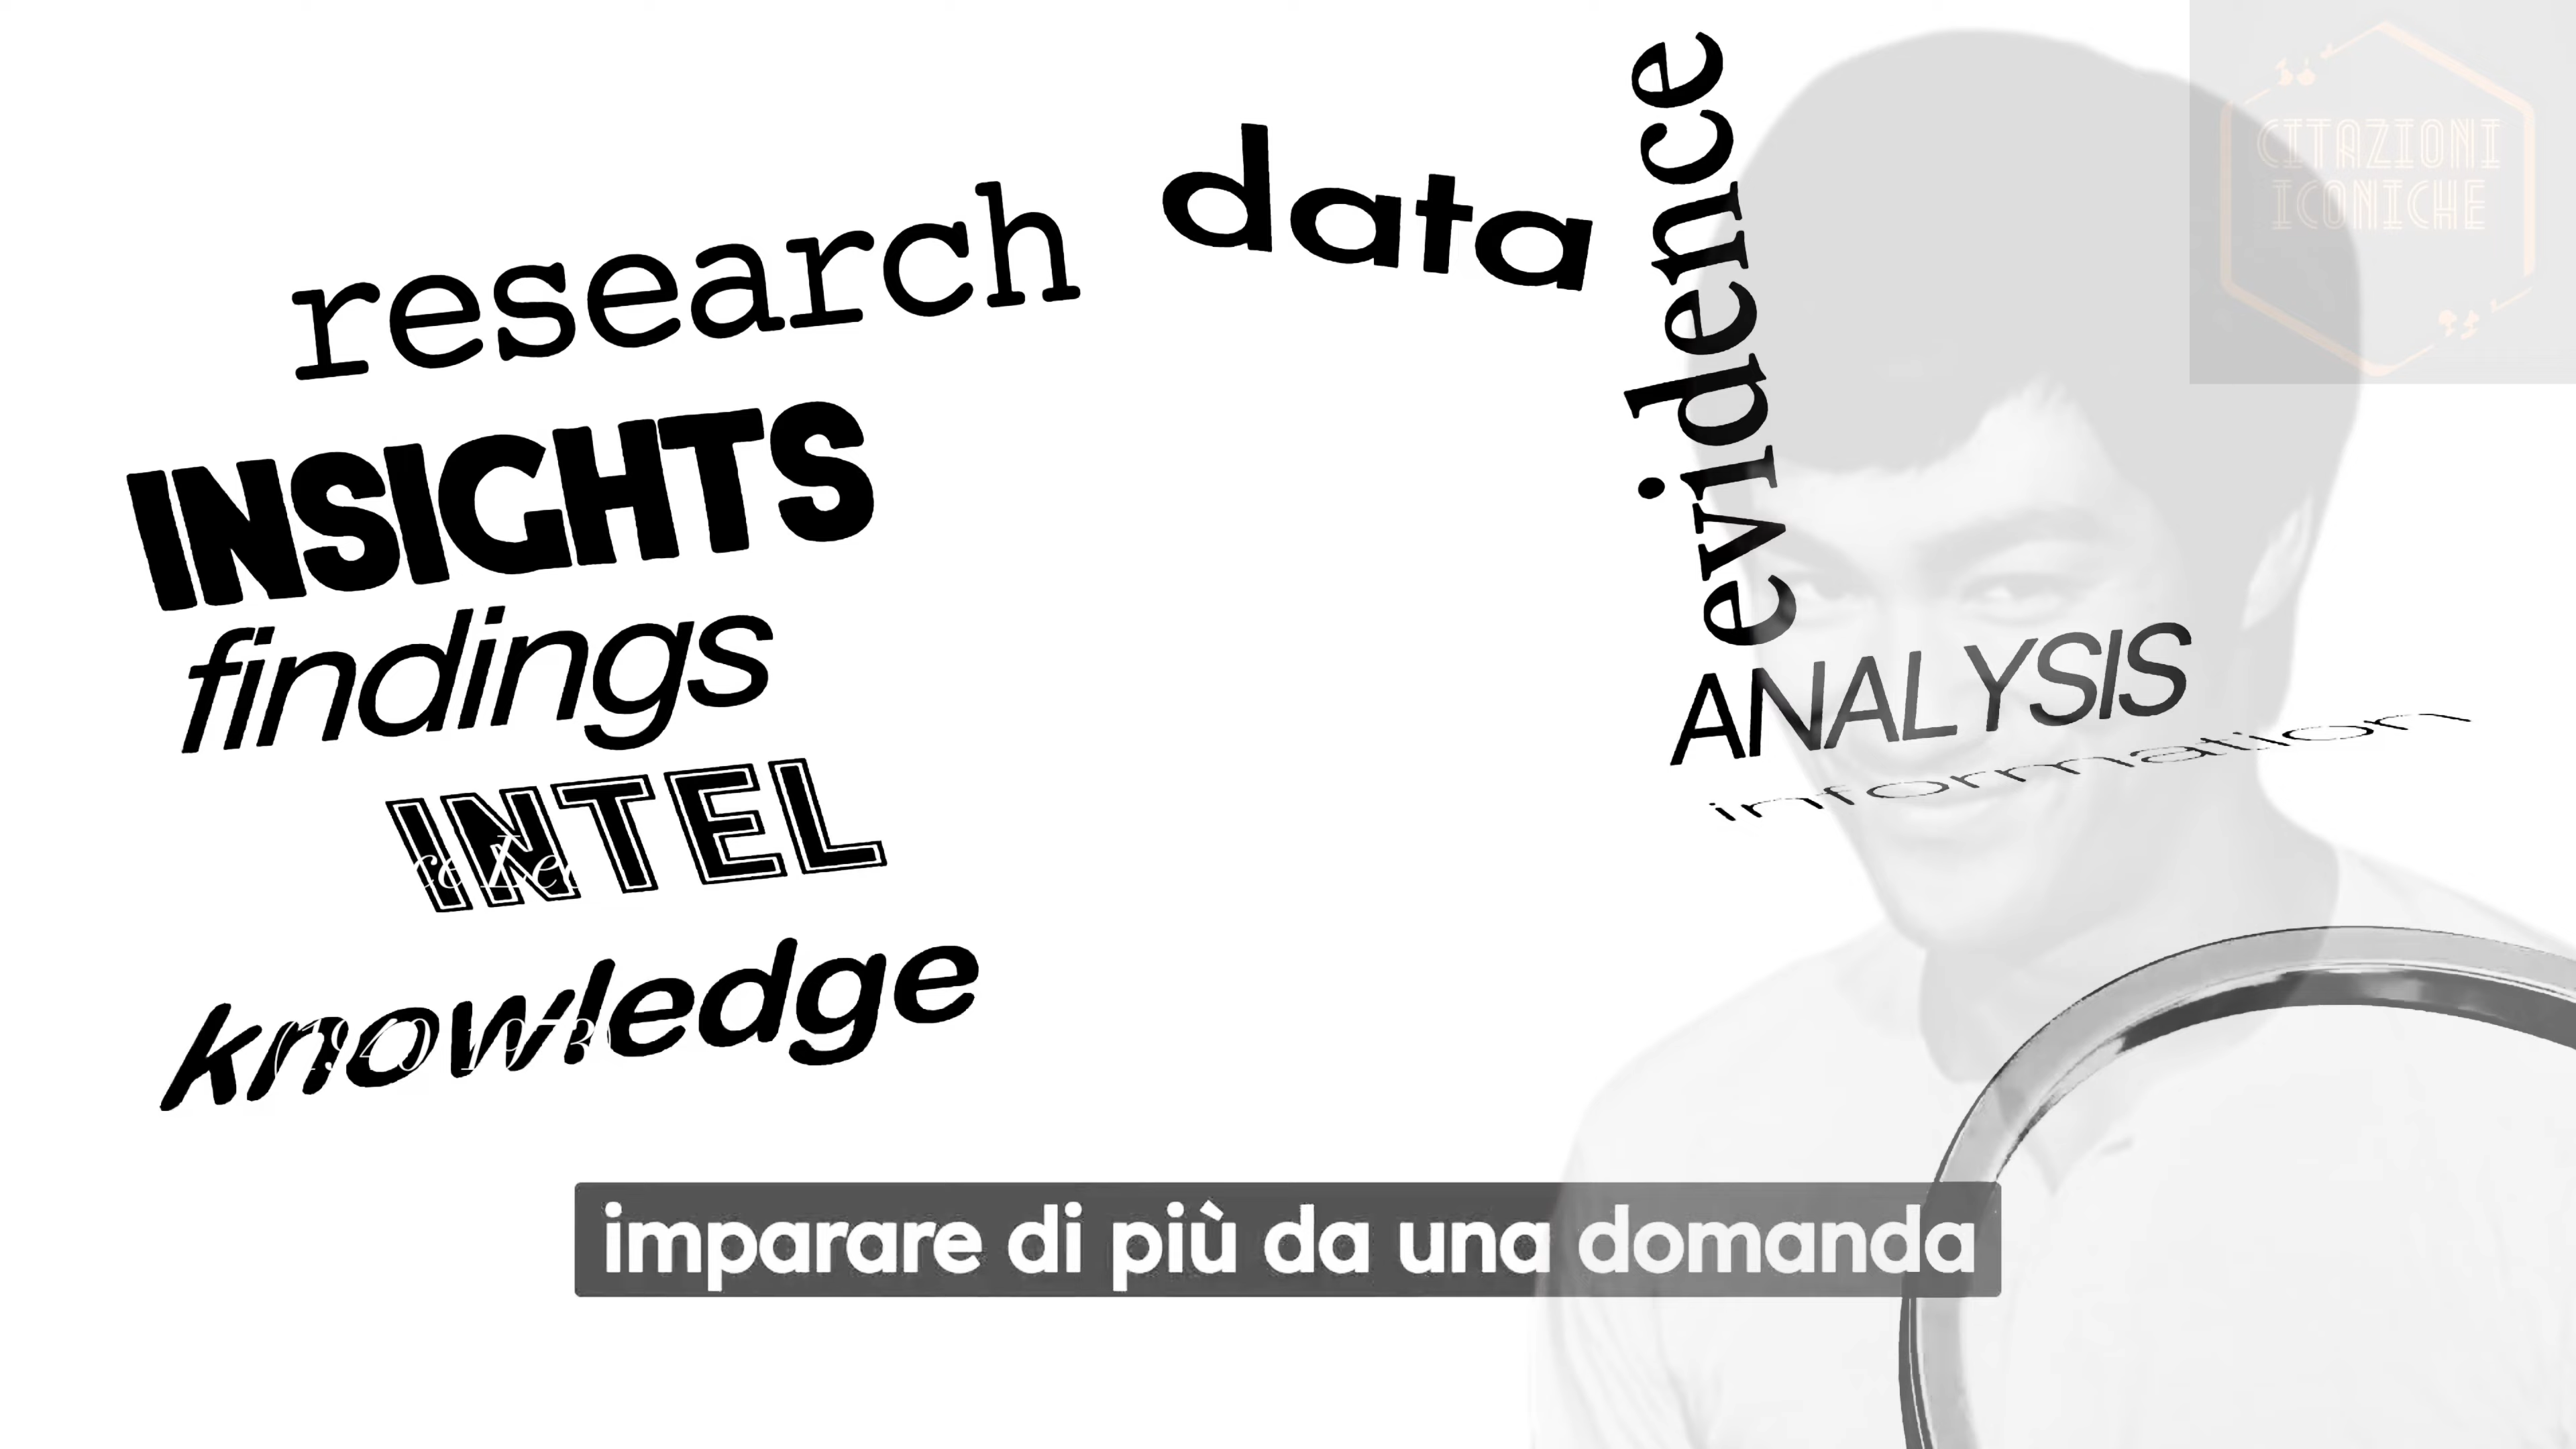 CITAZIONI
ICONICHE
research
data
evidence
INSIGHTS
findings
ANALYSIS
information
INTEL
knowledge
imparare di più da una domanda